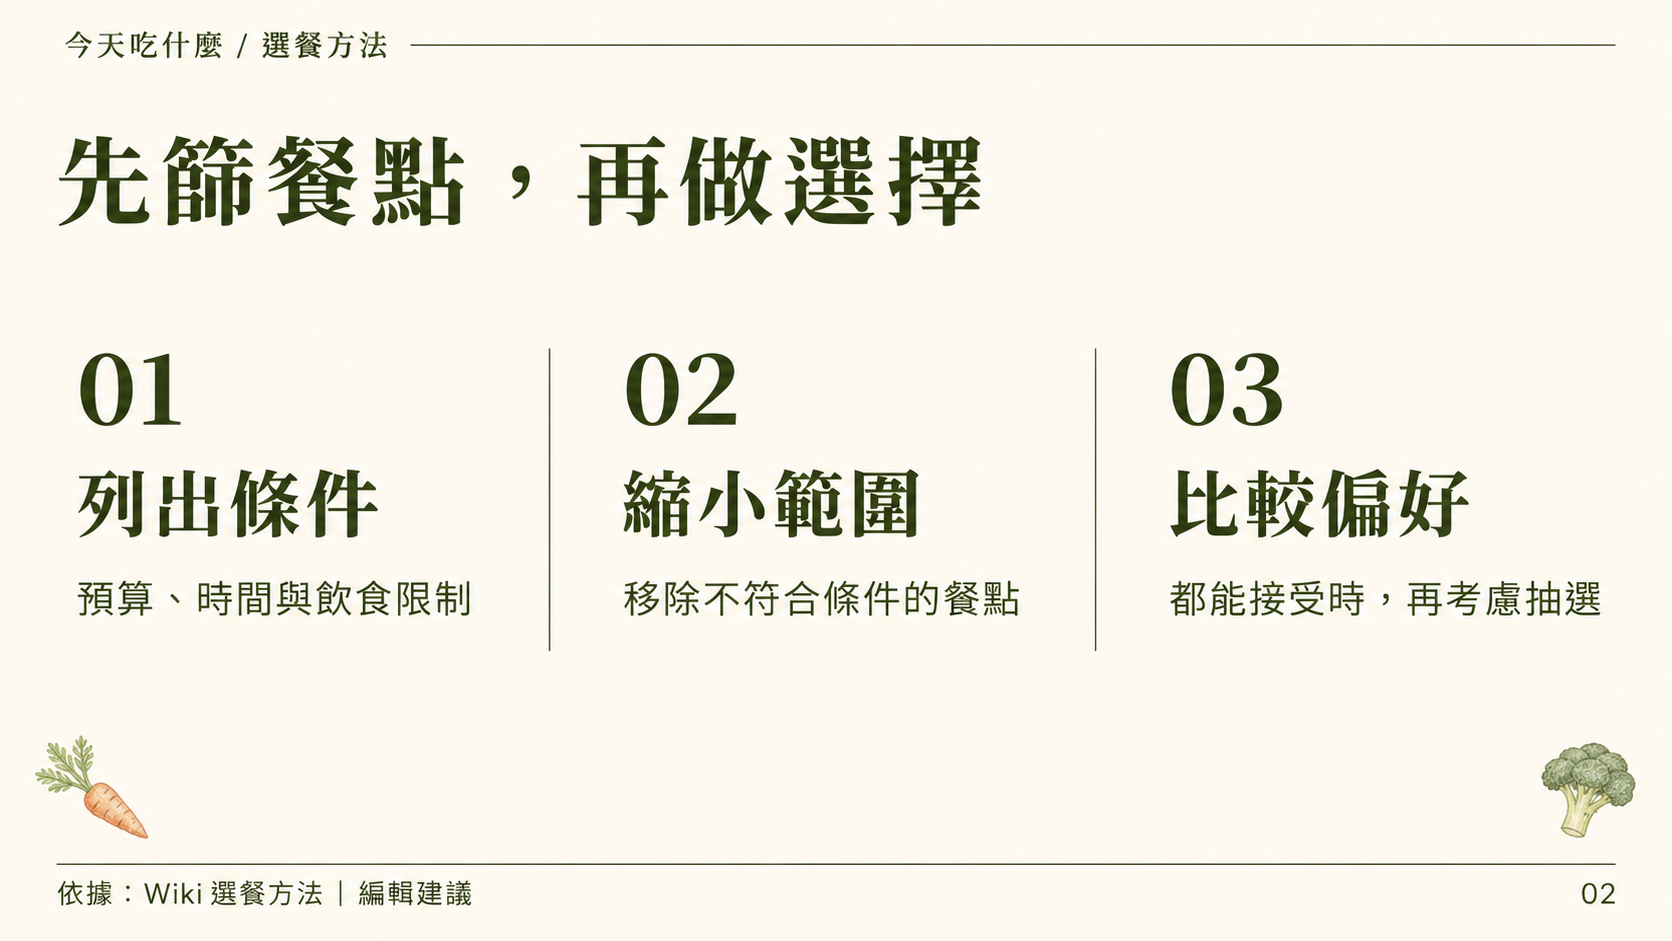 今天吃什麼 / 選餐方法
先篩餐點，再做選擇
01
列出條件
預算、時間與飲食限制
02
縮小範圍
移除不符合條件的餐點
03
比較偏好
都能接受時，再考慮抽選
依據：Wiki 選餐方法｜編輯建議
02